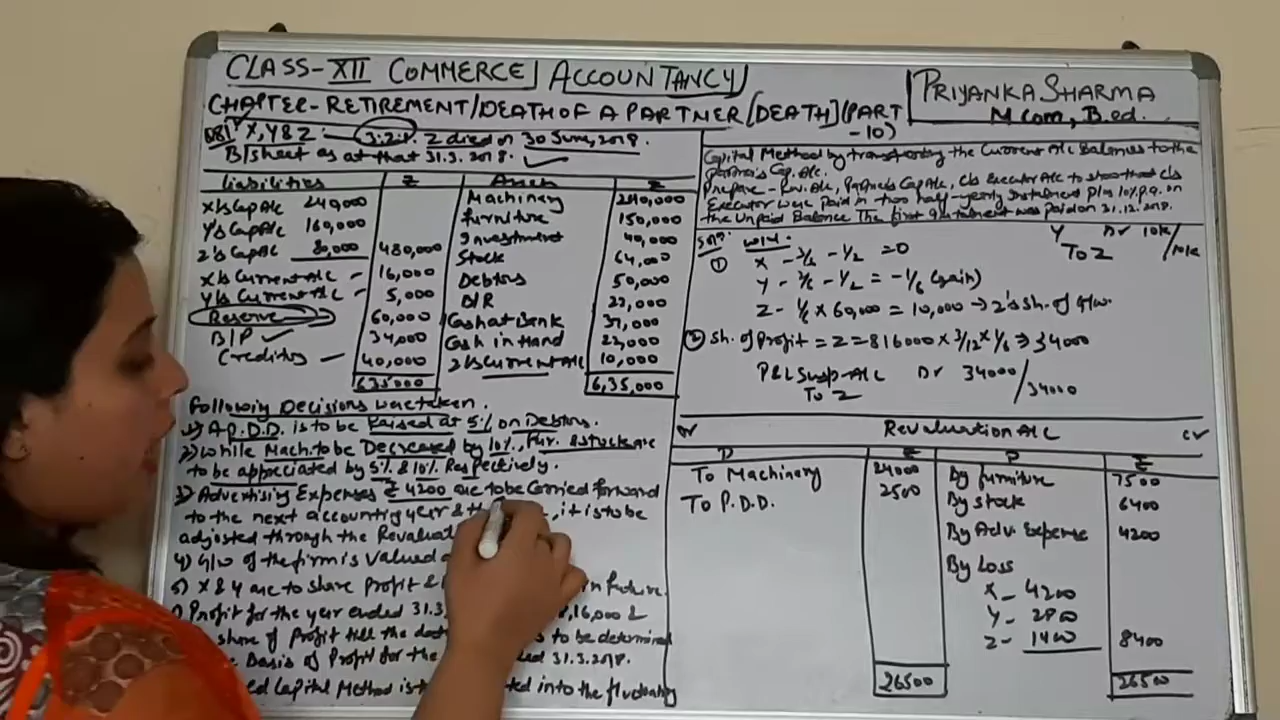 CLASS-XII COMMERCE ACCOUNTANCY
PRIYANKA SHARMA
M Com, B.ed.
CHAPTER- RETIREMENT/DEATH OF A PARTNER [DEATH] (PART
-10)
X, Y & Z 3:2:1. Z died on 30 June, 2018.
B/Sheet as at that 31.3.2018.
Liabilities ₹ Assets ₹
X's Cap A/c 240,000 Machinery 240,000
Y's Cap A/c 160,000 furniture 150,000
Z's Cap A/c 80,000 480,000 Investment 40,000
X's Current A/c 16,000 Stock 64,000
Y's Current A/c 5,000 Debtors 50,000
Reserve 60,000 B/R 22,000
B/P 34,000 Cash at Bank 37,000
Creditors 40,000 Cash in Hand 22,000
Z's Current A/c 10,000
635000 6,35,000
following Decisions were taken.
1) A P.D.D. is to be raised at 5% on Debtors.
2) While Mach. to be Decreased by 10%, fur. & stock are
to be appreciated by 5% & 10% Respectively.
3) Advertising Expenses ₹ 4200 are to be Carried forward
to the next accounting year & , it is to be
adjusted through the
4) G/W of the firm is Valued
5) X & Y are to share Profit & in future.
Profit for the year ended 31.3 ,16,000 &
share of Profit till the to be determined
Basis of Profit for the 31.3.2018.
Capital Method is into the fluctuating
Capital Method by transferring the Current A/c Balances to the
Partner's Cap. A/c.
Prepare - Rev. A/c, Partner's Cap A/c, Z's Executor A/c to show that Z's
Executor were paid in two half-yearly instalment Plus 10% p.a. on
the Unpaid Balance The first instalment was paid on 31.12.2018.
Y Dr 10k
To Z 10k
W.N:
① X - 3/6 - 1/2 = 0
Y - 2/6 - 1/2 = -1/6 (gain)
Z - 1/6 × 60,000 = 10,000 → Z's Sh. of G/W.
② Sh. of Profit = Z = 816000 × 3/12 × 1/6 ⇒ 34000
P&L Susp. A/c Dr 34000
To Z 34000
Dr Revaluation A/C Cr
P ₹ P ₹
To Machinery 24000 By furniture 7500
To P.D.D. 2500 By Stock 6400
By Adv. Expense 4200
By Loss
X - 4200
Y - 2800
Z - 1400 8400
26500 26500